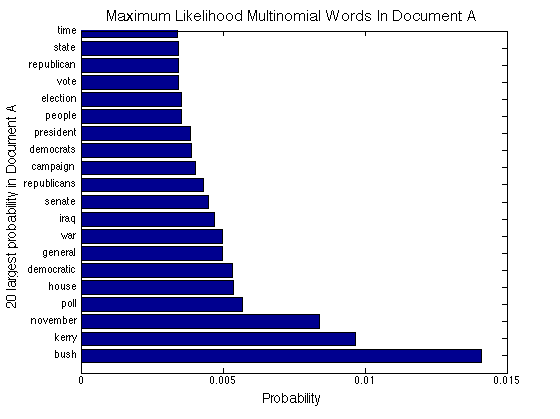 Maximum Likelihood Multinomial Words In Document A
20 largest probability in Document A
time
state
republican
vote
election
people
president
democrats
campaign
republicans
senate
iraq
war
general
democratic
house
poll
november
kerry
bush
0 0.005 0.01 0.015
Probability